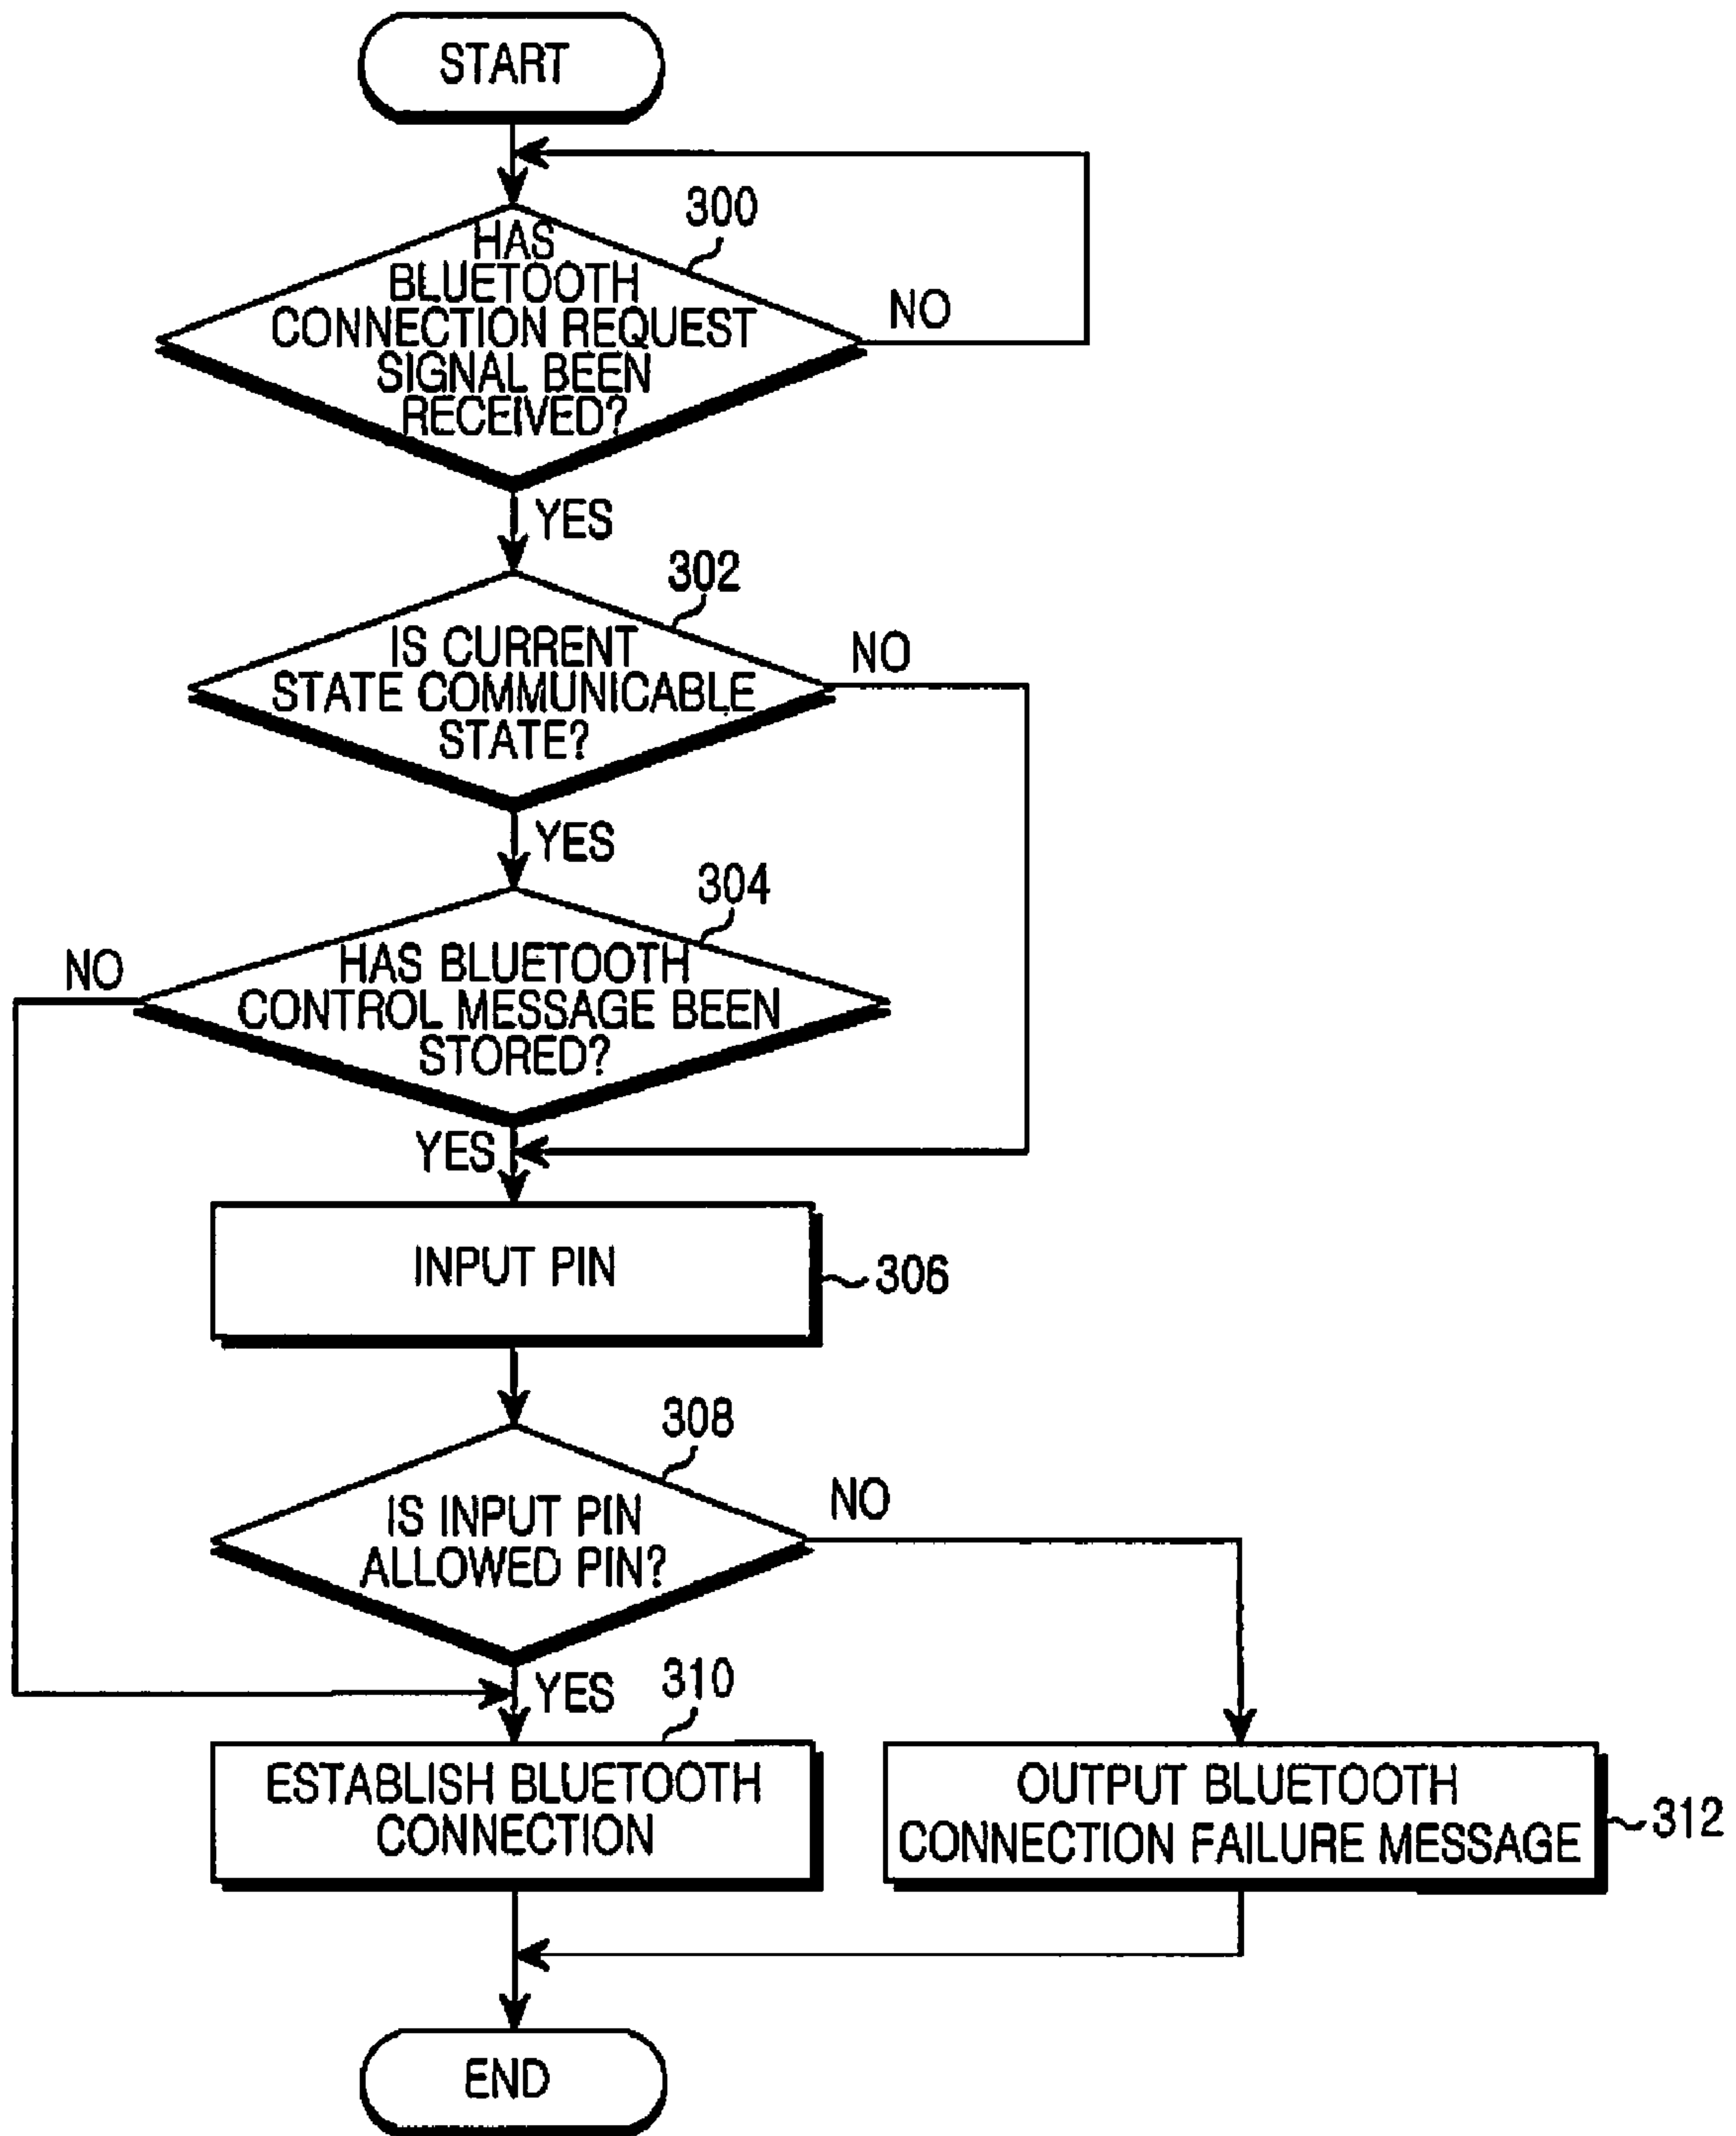 START
300
HAS
BLUETOOTH
CONNECTION REQUEST
SIGNAL BEEN
RECEIVED?
NO
YES
302
IS CURRENT
STATE COMMUNICABLE
STATE?
NO
YES
304
HAS BLUETOOTH
CONTROL MESSAGE BEEN
STORED?
NO
YES
INPUT PIN
306
308
IS INPUT PIN
ALLOWED PIN?
NO
YES
310
ESTABLISH BLUETOOTH
CONNECTION
OUTPUT BLUETOOTH
CONNECTION FAILURE MESSAGE
312
END